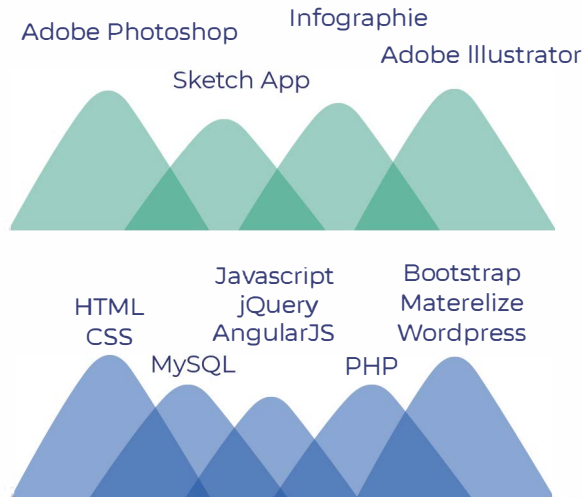 Infographie
Adobe Photoshop
Adobe Illustrator
Sketch App
Javascript
jQuery
AngularJS
Bootstrap
Materelize
Wordpress
HTML
CSS
MySQL
PHP